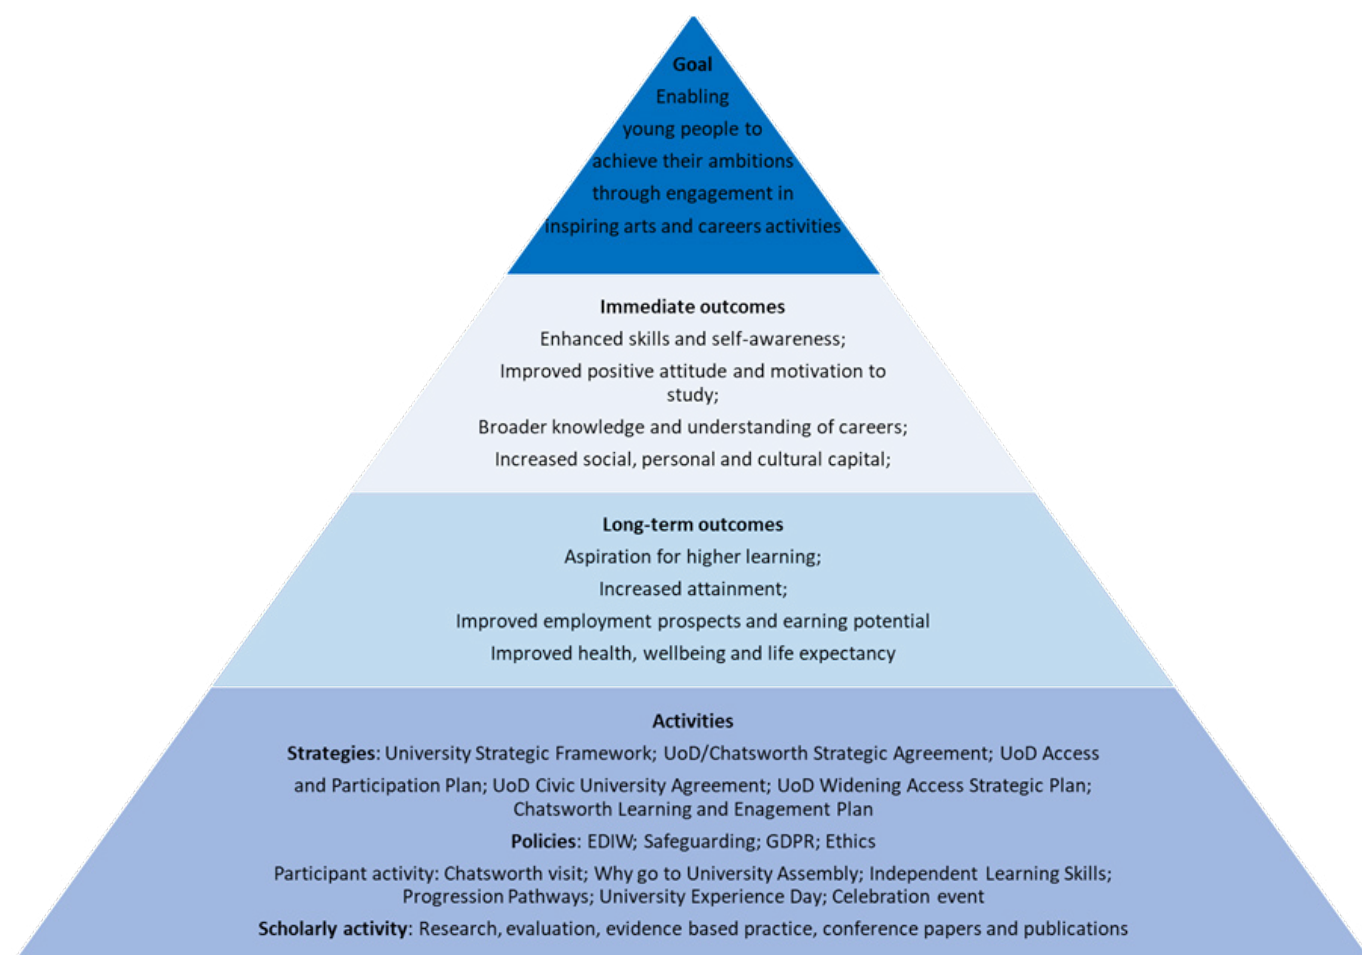 Goal
Enabling
young people to
achieve their ambitions
through engagement in
inspiring arts and careers activities
Immediate outcomes
Enhanced skills and self-awareness;
Improved positive attitude and motivation to
study;
Broader knowledge and understanding of careers;
Increased social, personal and cultural capital;
Long-term outcomes
Aspiration for higher learning;
Increased attainment;
Improved employment prospects and earning potential
Improved health, wellbeing and life expectancy
Activities
Strategies: University Strategic Framework; UoD/Chatsworth Strategic Agreement; UoD Access
and Participation Plan; UoD Civic University Agreement; UoD Widening Access Strategic Plan;
Chatsworth Learning and Enagement Plan
Policies: EDIW; Safeguarding; GDPR; Ethics
Participant activity: Chatsworth visit; Why go to University Assembly; Independent Learning Skills;
Progression Pathways; University Experience Day; Celebration event
Scholarly activity: Research, evaluation, evidence based practice, conference papers and publications